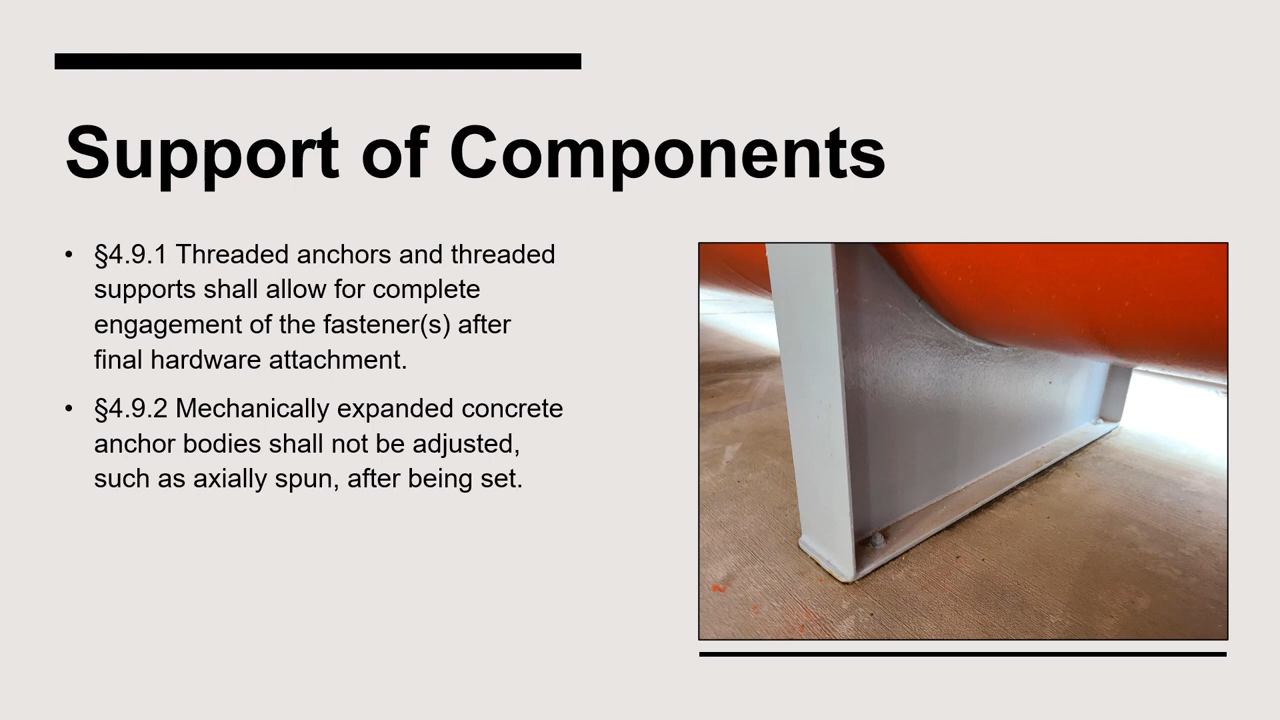 Support of Components
• §4.9.1 Threaded anchors and threaded
supports shall allow for complete
engagement of the fastener(s) after
final hardware attachment.
• §4.9.2 Mechanically expanded concrete
anchor bodies shall not be adjusted,
such as axially spun, after being set.